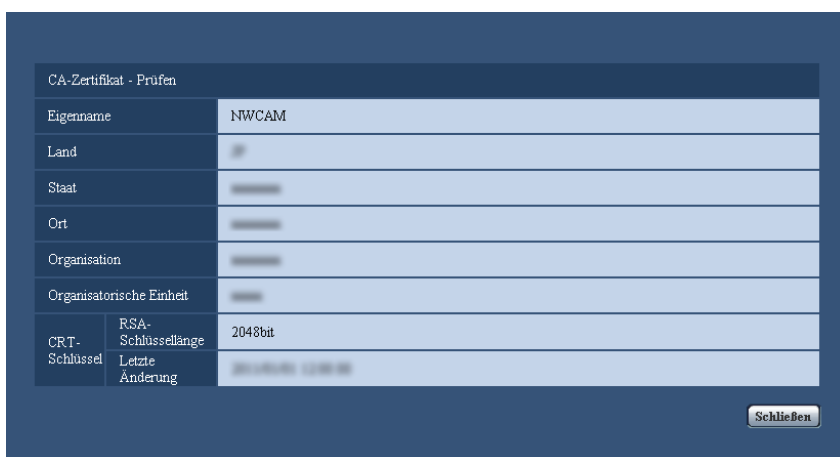 CA-Zertifikat - Prüfen
Eigenname NWCAM
Land
Staat
Ort
Organisation
Organisatorische Einheit
CRT-
Schlüssel
RSA-
Schlüssellänge
2048bit
Letzte
Änderung
Schließen